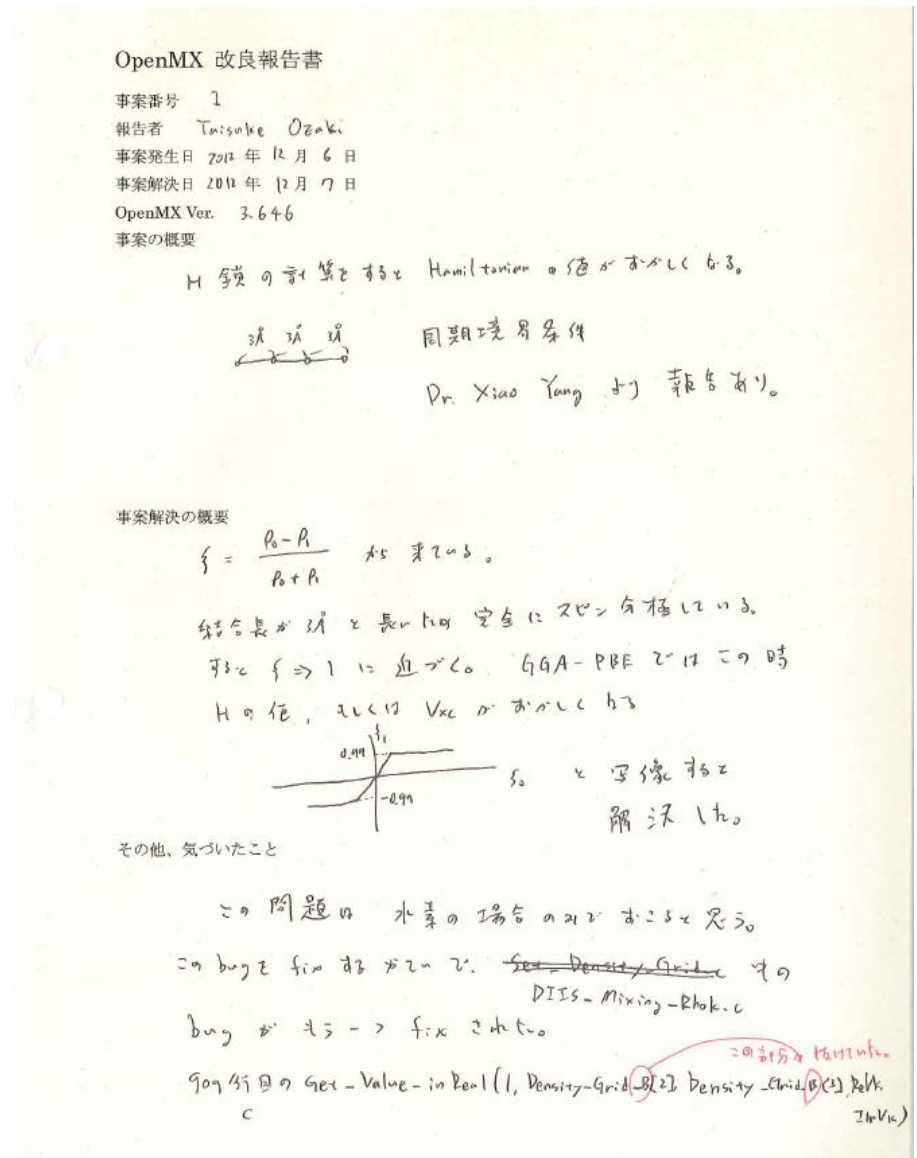 OpenMX 改良報告書
事案番号 1
報告者 Taisuke Ozaki
事案発生日 2012 年 12 月 6 日
事案解決日 2012 年 12 月 7 日
OpenMX Ver. 3.646
事案の概要
H 鎖の計算をすると Hamiltonian の値がおかしくなる。
3Å 3Å 3Å 周期境界条件
Dr. Xiao Yang より 報告あり。
事案解決の概要
ζ = (ρ₀-ρ₁)/(ρ₀+ρ₁) から来ている。
結合長が 3Å と長いため 完全にスピン分極している。
すると ζ ⇒ 1 に近づく。 GGA-PBE ではこの時
H の値, もしくは Vxc がおかしくなる
ζ₁
0.99
ζ₀ と 写像すると
-0.99
解決した。
その他、気づいたこと
この問題は 水素の場合のみで おこると思う。
この bug を fix するかていで、 Set_Density_Grid.c 中の
DIIS_Mixing_Rhok.c
bug がもう一つ fix された。
この部分が抜けていた。
909行目の Get_Value_inReal(1, Density_Grid_B[2], Density_Grid_B[3], ReVk,
C ImVk)